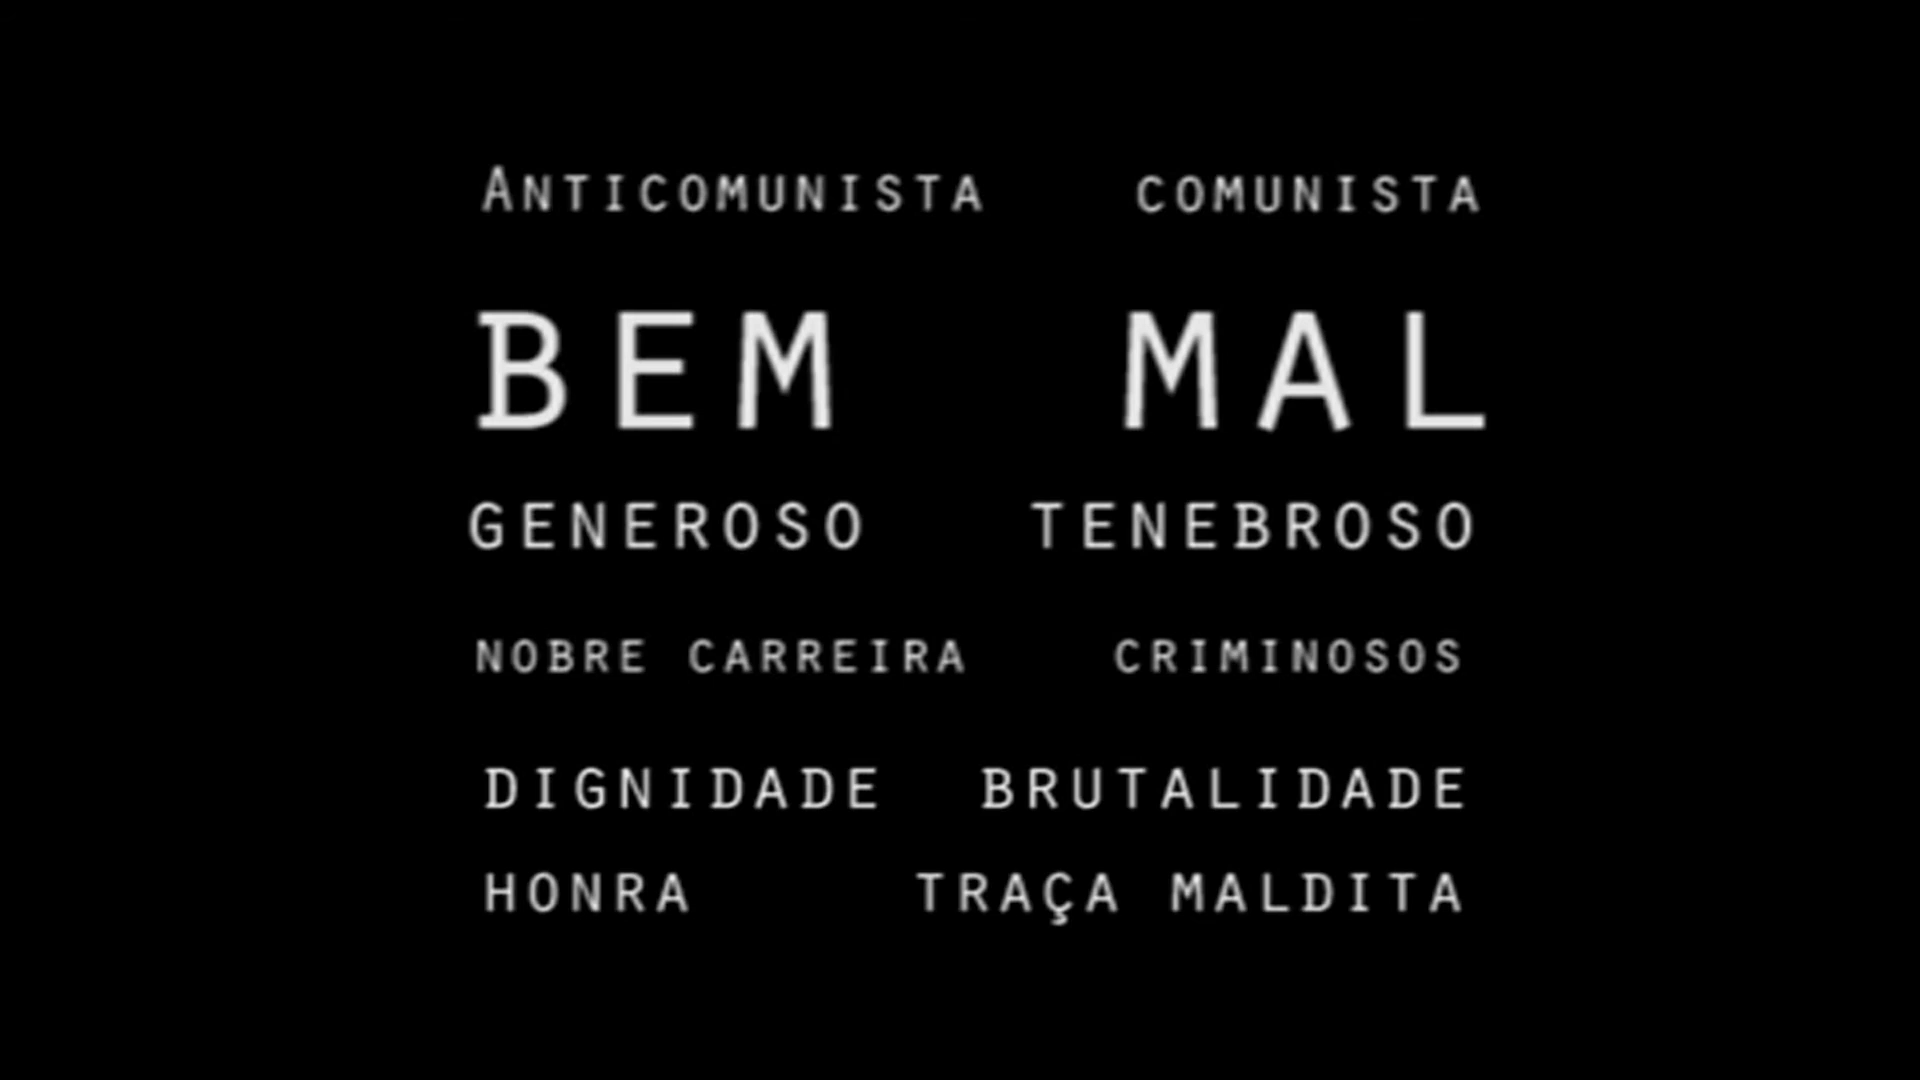 ANTICOMUNISTA COMUNISTA
BEM MAL
GENEROSO TENEBROSO
NOBRE CARREIRA CRIMINOSOS
DIGNIDADE BRUTALIDADE
HONRA TRAÇA MALDITA